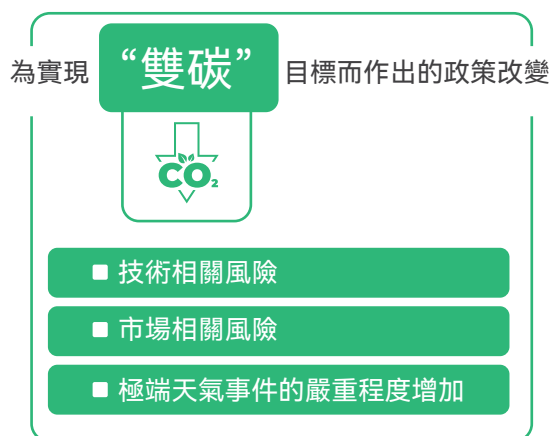 為實現 “雙碳” 目標而作出的政策改變
CO2
技術相關風險
市場相關風險
極端天氣事件的嚴重程度增加